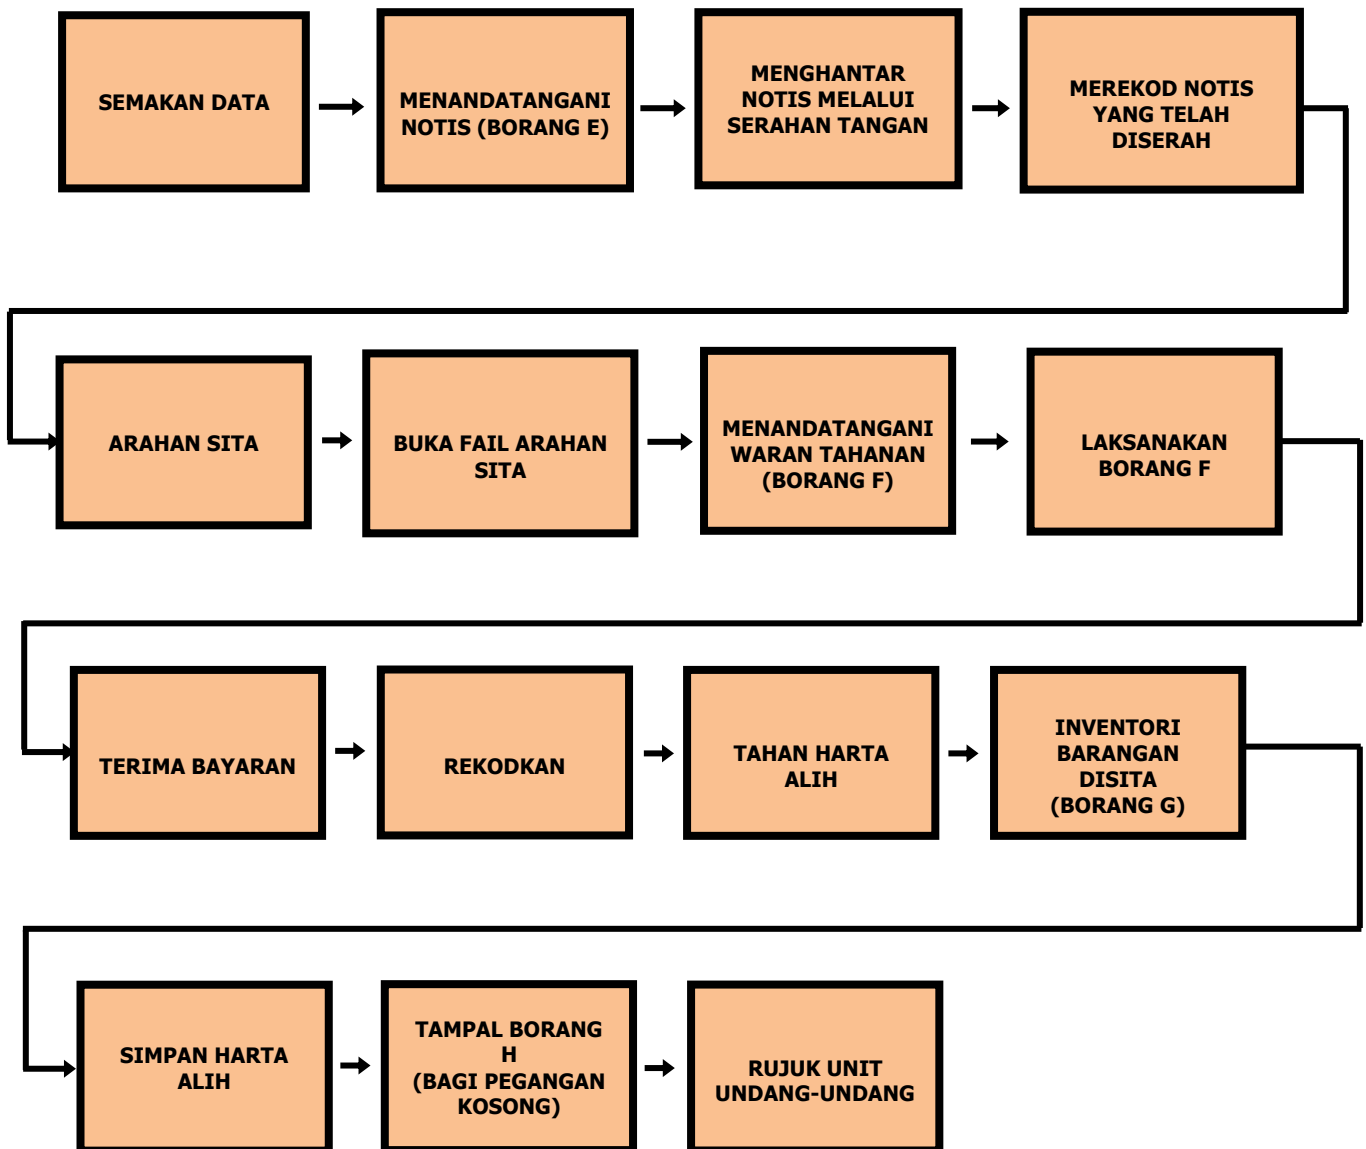 SEMAKAN DATA
MENANDATANGANI
NOTIS (BORANG E)
MENGHANTAR
NOTIS MELALUI
SERAHAN TANGAN
MEREKOD NOTIS
YANG TELAH
DISERAH
ARAHAN SITA
BUKA FAIL ARAHAN
SITA
MENANDATANGANI
WARAN TAHANAN
(BORANG F)
LAKSANAKAN
BORANG F
TERIMA BAYARAN
REKODKAN
TAHAN HARTA
ALIH
INVENTORI
BARANGAN
DISITA
(BORANG G)
SIMPAN HARTA
ALIH
TAMPAL BORANG
H
(BAGI PEGANGAN
KOSONG)
RUJUK UNIT
UNDANG-UNDANG